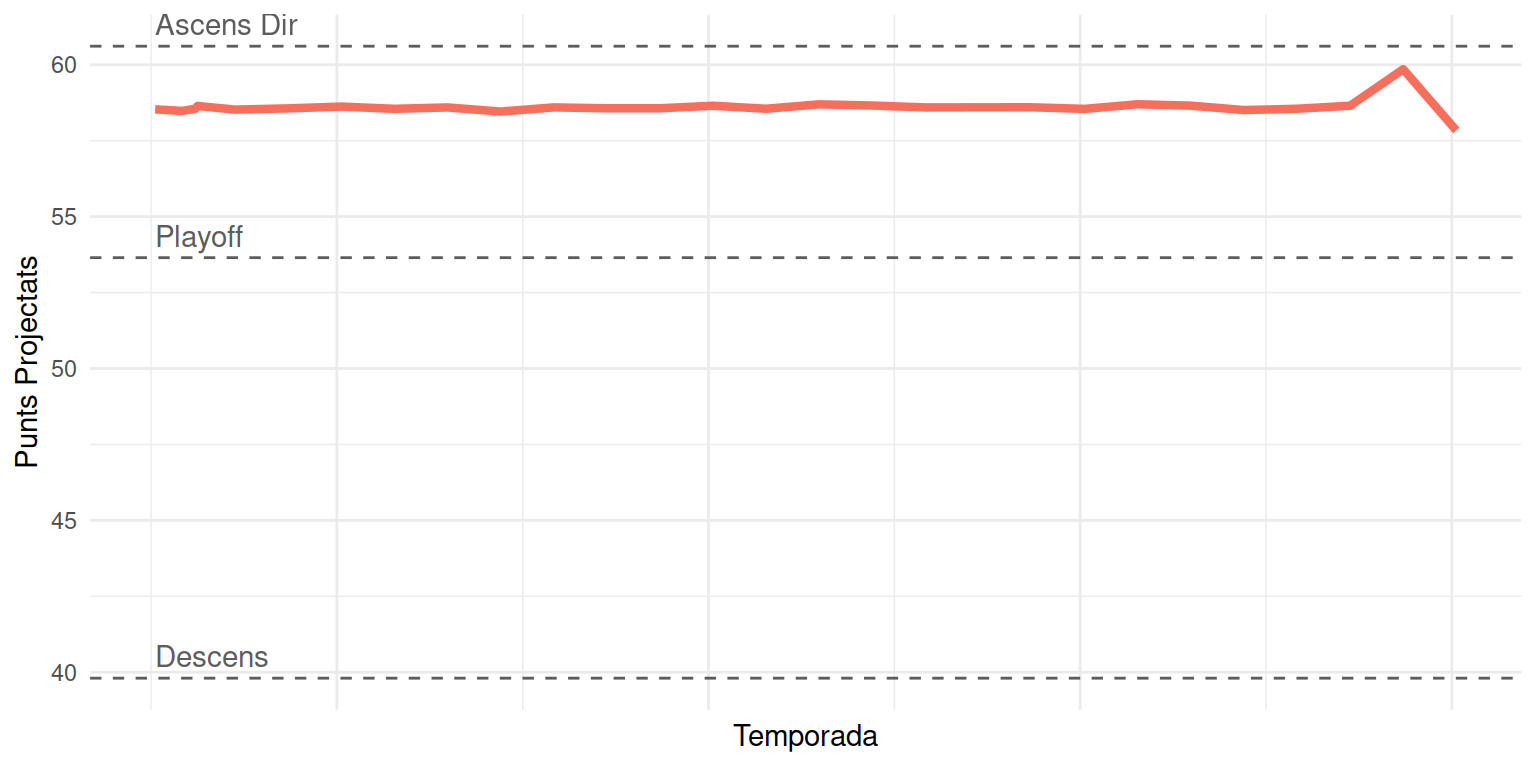 Ascens Dir
60
55
Playoff
Punts Projectats
50
45
Descens
40
Temporada